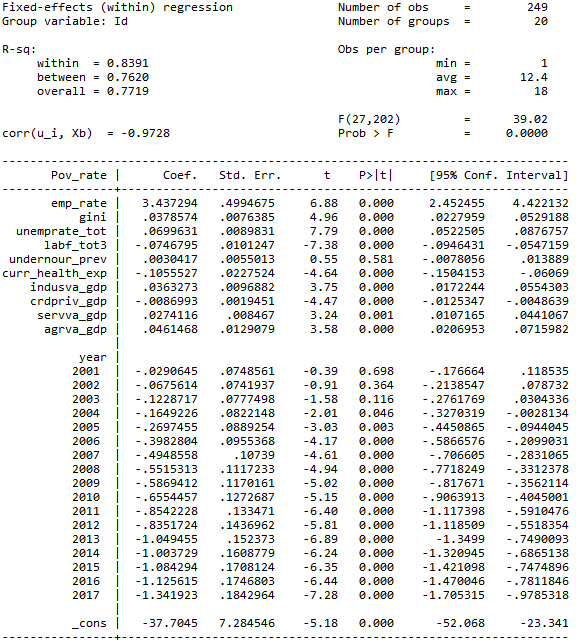 Fixed-effects (within) regression Number of obs = 249
Group variable: Id Number of groups = 20
R-sq: Obs per group:
within = 0.8391 min = 1
between = 0.7620 avg = 12.4
overall = 0.7719 max = 18
F(27,202) = 39.02
corr(u_i, Xb) = -0.9728 Prob > F = 0.0000
Pov_rate | Coef. Std. Err. t P>|t| [95% Conf. Interval]
emp_rate | 3.437294 .4994675 6.88 0.000 2.452455 4.422132
gini | .0378574 .0076385 4.96 0.000 .0227959 .0529188
unemprate_tot | .0699631 .0089831 7.79 0.000 .0522505 .0876757
labf_tot3 | -.0746795 .0101247 -7.38 0.000 -.0946431 -.0547159
undernour_prev | .0030417 .0055013 0.55 0.581 -.0078056 .013889
curr_health_exp | -.1055527 .0227524 -4.64 0.000 -.1504153 -.06069
indusva_gdp | .0363273 .0096882 3.75 0.000 .0172244 .0554303
crdpriv_gdp | -.0086993 .0019451 -4.47 0.000 -.0125347 -.0048639
servva_gdp | .0274116 .008467 3.24 0.001 .0107165 .0441067
agrva_gdp | .0461468 .0129079 3.58 0.000 .0206953 .0715982
|
year |
2001 | -.0290645 .0748561 -0.39 0.698 -.176664 .118535
2002 | -.0675614 .0741937 -0.91 0.364 -.2138547 .078732
2003 | -.1228717 .0777498 -1.58 0.116 -.2761769 .0304336
2004 | -.1649226 .0822148 -2.01 0.046 -.3270319 -.0028134
2005 | -.2697455 .0889254 -3.03 0.003 -.4450865 -.0944045
2006 | -.3982804 .0955368 -4.17 0.000 -.5866576 -.2099031
2007 | -.4948558 .10739 -4.61 0.000 -.706605 -.2831065
2008 | -.5515313 .1117233 -4.94 0.000 -.7718249 -.3312378
2009 | -.5869412 .1170161 -5.02 0.000 -.817671 -.3562114
2010 | -.6554457 .1272687 -5.15 0.000 -.9063913 -.4045001
2011 | -.8542228 .133471 -6.40 0.000 -1.117398 -.5910476
2012 | -.8351724 .1436962 -5.81 0.000 -1.118509 -.5518354
2013 | -1.049455 .152373 -6.89 0.000 -1.3499 -.7490093
2014 | -1.003729 .1608779 -6.24 0.000 -1.320945 -.6865138
2015 | -1.084294 .1708124 -6.35 0.000 -1.421098 -.7474896
2016 | -1.125615 .1746803 -6.44 0.000 -1.470046 -.7811846
2017 | -1.341923 .1842964 -7.28 0.000 -1.705315 -.9785318
|
_cons | -37.7045 7.284546 -5.18 0.000 -52.068 -23.341